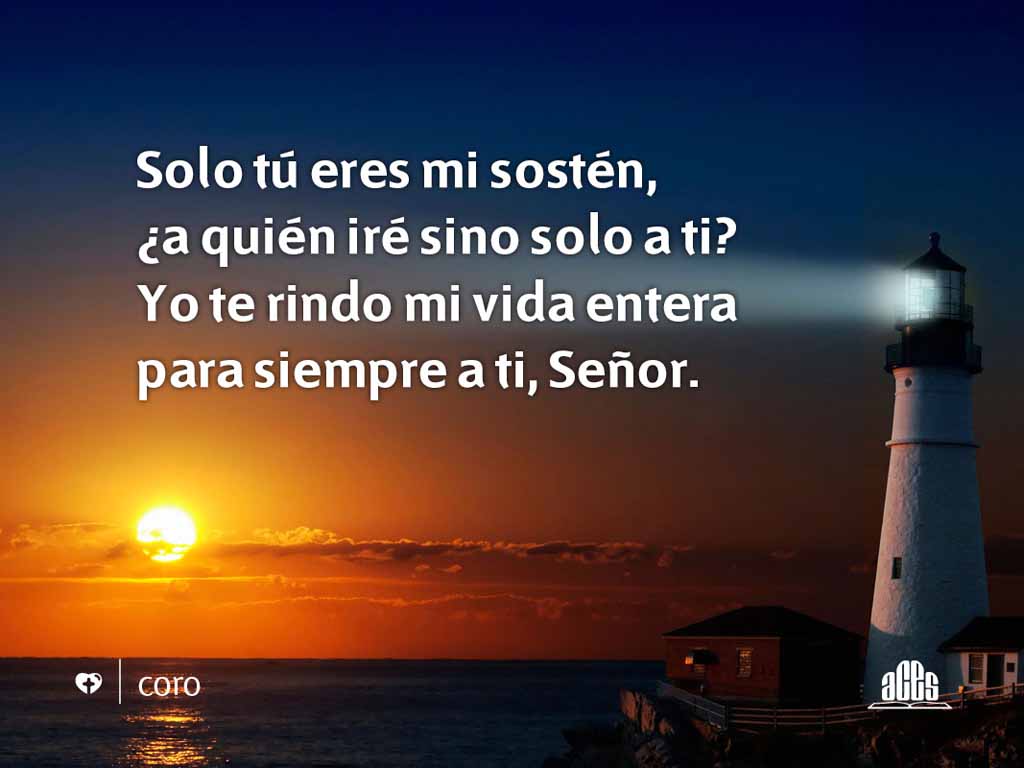 Solo tú eres mi sostén,
¿a quién iré sino solo a ti?
Yo te rindo mi vida entera
para siempre a ti, Señor.
coro
aces